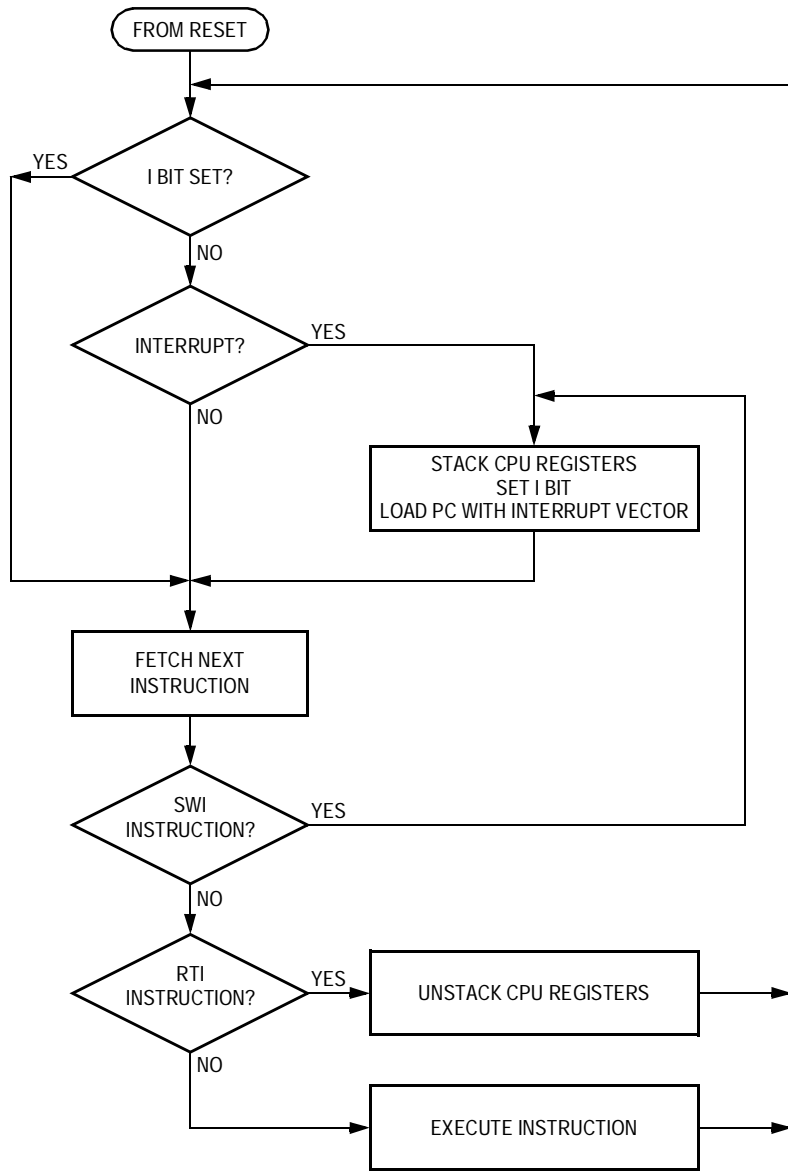 FROM RESET
YES
I BIT SET?
NO
INTERRUPT?
YES
NO
STACK CPU REGISTERS
SET I BIT
LOAD PC WITH INTERRUPT VECTOR
FETCH NEXT
INSTRUCTION
SWI
INSTRUCTION?
YES
NO
RTI
INSTRUCTION?
YES
UNSTACK CPU REGISTERS
NO
EXECUTE INSTRUCTION